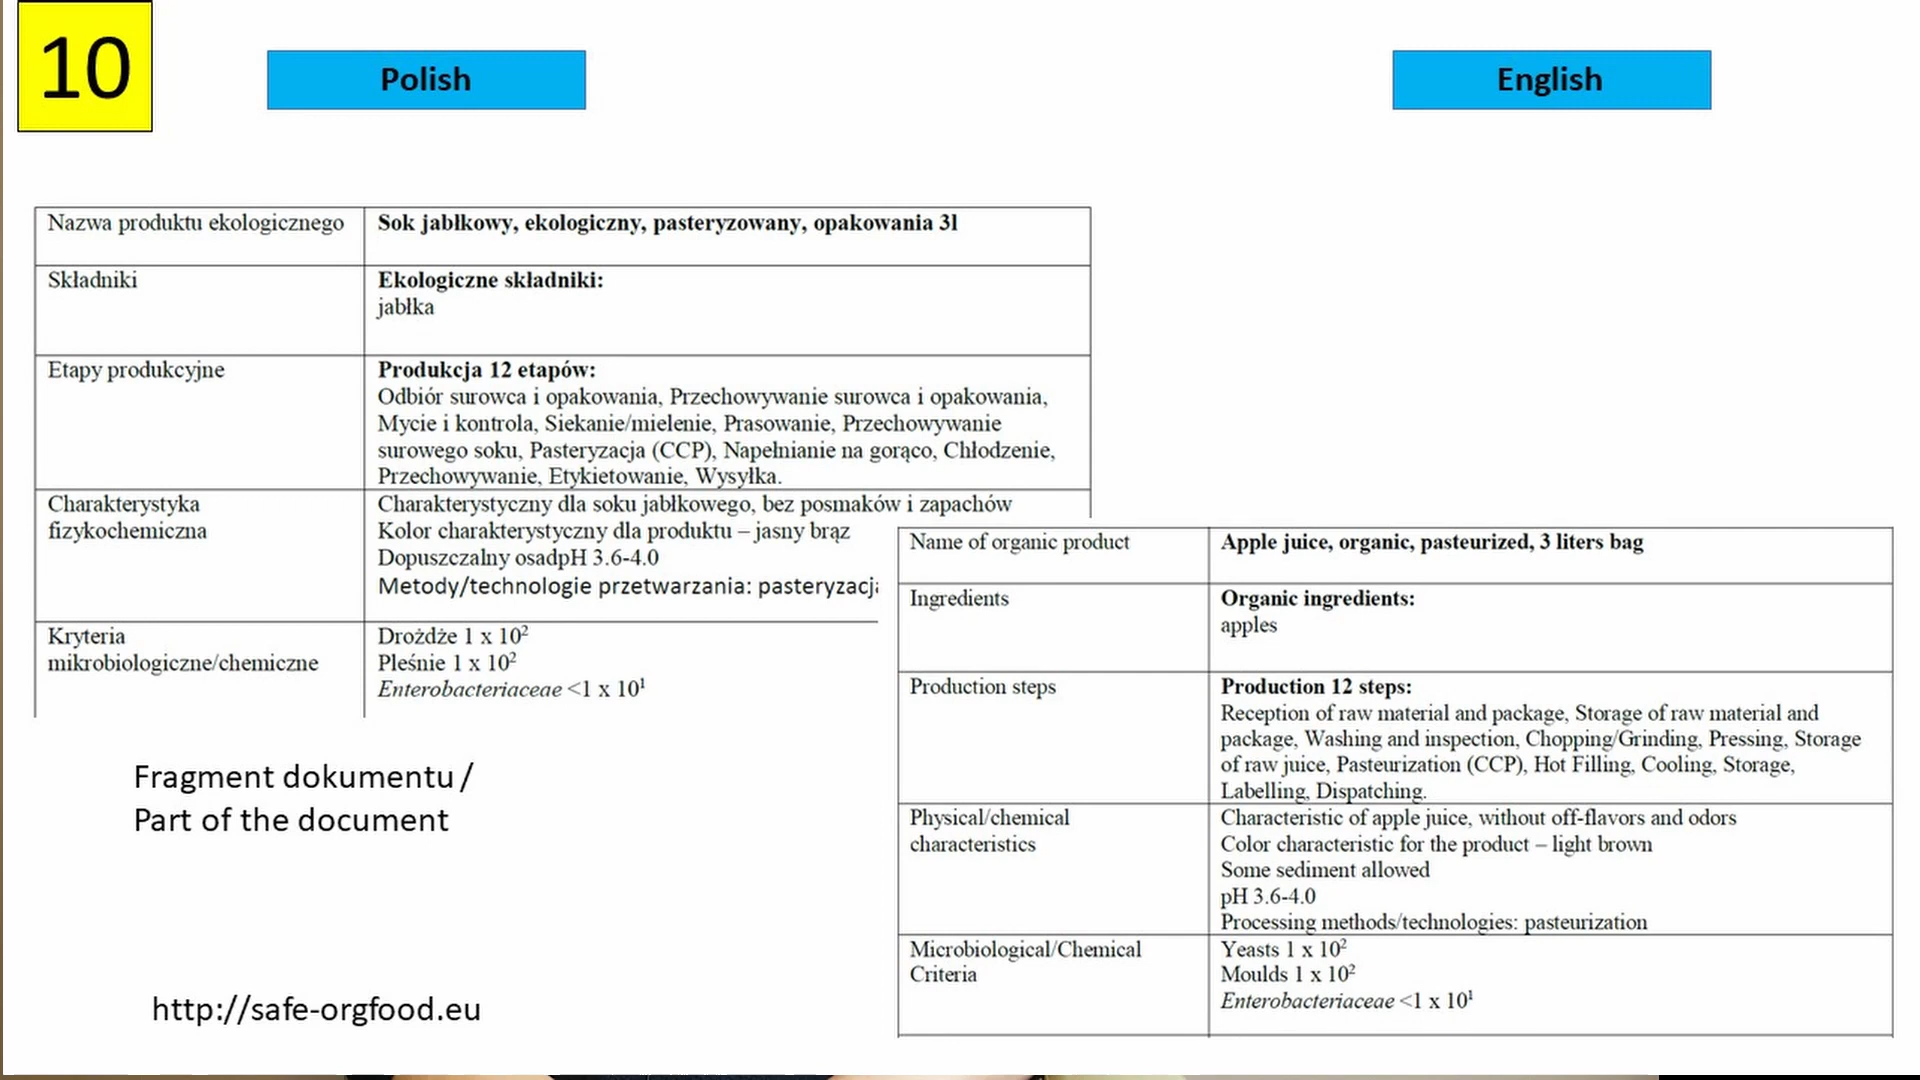 10
Polish
English
Nazwa produktu ekologicznego
Sok jabłkowy, ekologiczny, pasteryzowany, opakowania 3l
Składniki
Ekologiczne składniki:
jabłka
Etapy produkcyjne
Produkcja 12 etapów:
Odbiór surowca i opakowania, Przechowywanie surowca i opakowania,
Mycie i kontrola, Siekanie/mielenie, Prasowanie, Przechowywanie
surowego soku, Pasteryzacja (CCP), Napełnianie na gorąco, Chłodzenie,
Przechowywanie, Etykietowanie, Wysyłka.
Charakterystyka
fizykochemiczna
Charakterystyczny dla soku jabłkowego, bez posmaków i zapachów
Kolor charakterystyczny dla produktu – jasny brąz
Dopuszczalny osadpH 3.6-4.0
Metody/technologie przetwarzania: pasteryzacja
Kryteria
mikrobiologiczne/chemiczne
Drożdże 1 x 10²
Pleśnie 1 x 10²
Enterobacteriaceae <1 x 10¹
Name of organic product
Apple juice, organic, pasteurized, 3 liters bag
Ingredients
Organic ingredients:
apples
Production steps
Production 12 steps:
Reception of raw material and package, Storage of raw material and
package, Washing and inspection, Chopping/Grinding, Pressing, Storage
of raw juice, Pasteurization (CCP), Hot Filling, Cooling, Storage,
Labelling, Dispatching.
Physical/chemical
characteristics
Characteristic of apple juice, without off-flavors and odors
Color characteristic for the product – light brown
Some sediment allowed
pH 3.6-4.0
Processing methods/technologies: pasteurization
Microbiological/Chemical
Criteria
Yeasts 1 x 10²
Moulds 1 x 10²
Enterobacteriaceae <1 x 10¹
Fragment dokumentu /
Part of the document
http://safe-orgfood.eu